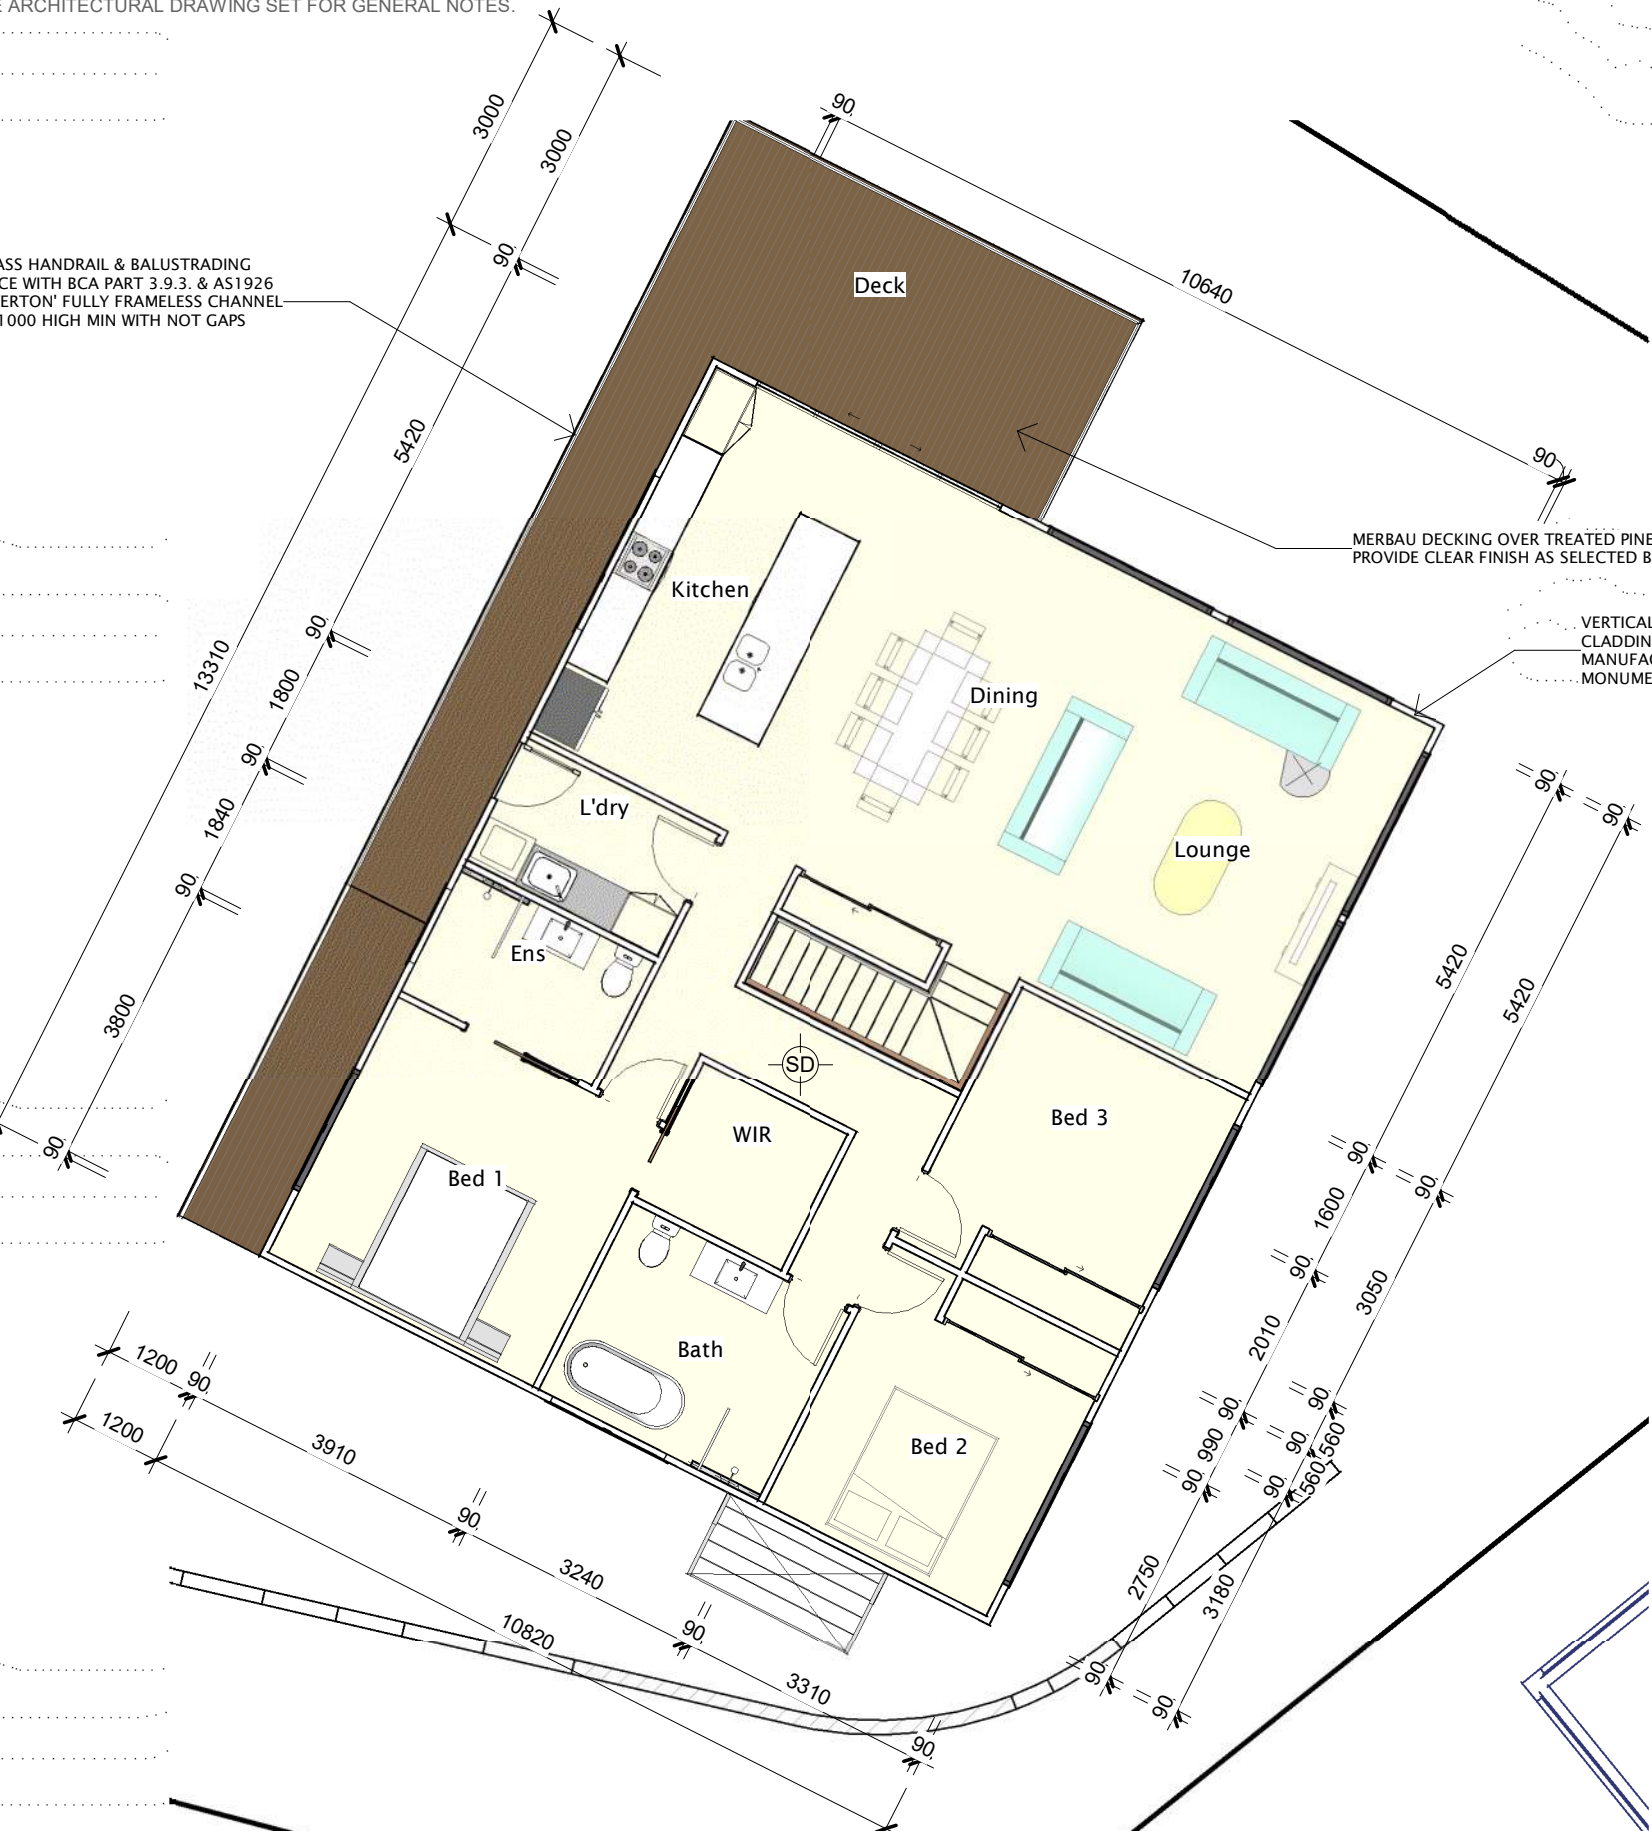 ARCHITECTURAL DRAWING SET FOR GENERAL NOTES.
3000
3000
90
10640
90
90
ASS HANDRAIL & BALUSTRADING
CE WITH BCA PART 3.9.3. & AS1926
ERTON' FULLY FRAMELESS CHANNEL
1000 HIGH MIN WITH NOT GAPS
Deck
5420
MERBAU DECKING OVER TREATED PINE
PROVIDE CLEAR FINISH AS SELECTED B
VERTICAL
CLADDIN
MANUFA
MONUME
Kitchen
Dining
Lounge
L'dry
Ens
SD
WIR
Bed 1
Bed 3
Bath
Bed 2
13310
90
1800
90
1840
90
3800
90
90
90
5420
5420
90
90
1600
90
3050
2010
90
90
90
560
990
90
90
560
2750
3180
90
90
1200
90
1200
3910
90
3240
10820
90
3310
90